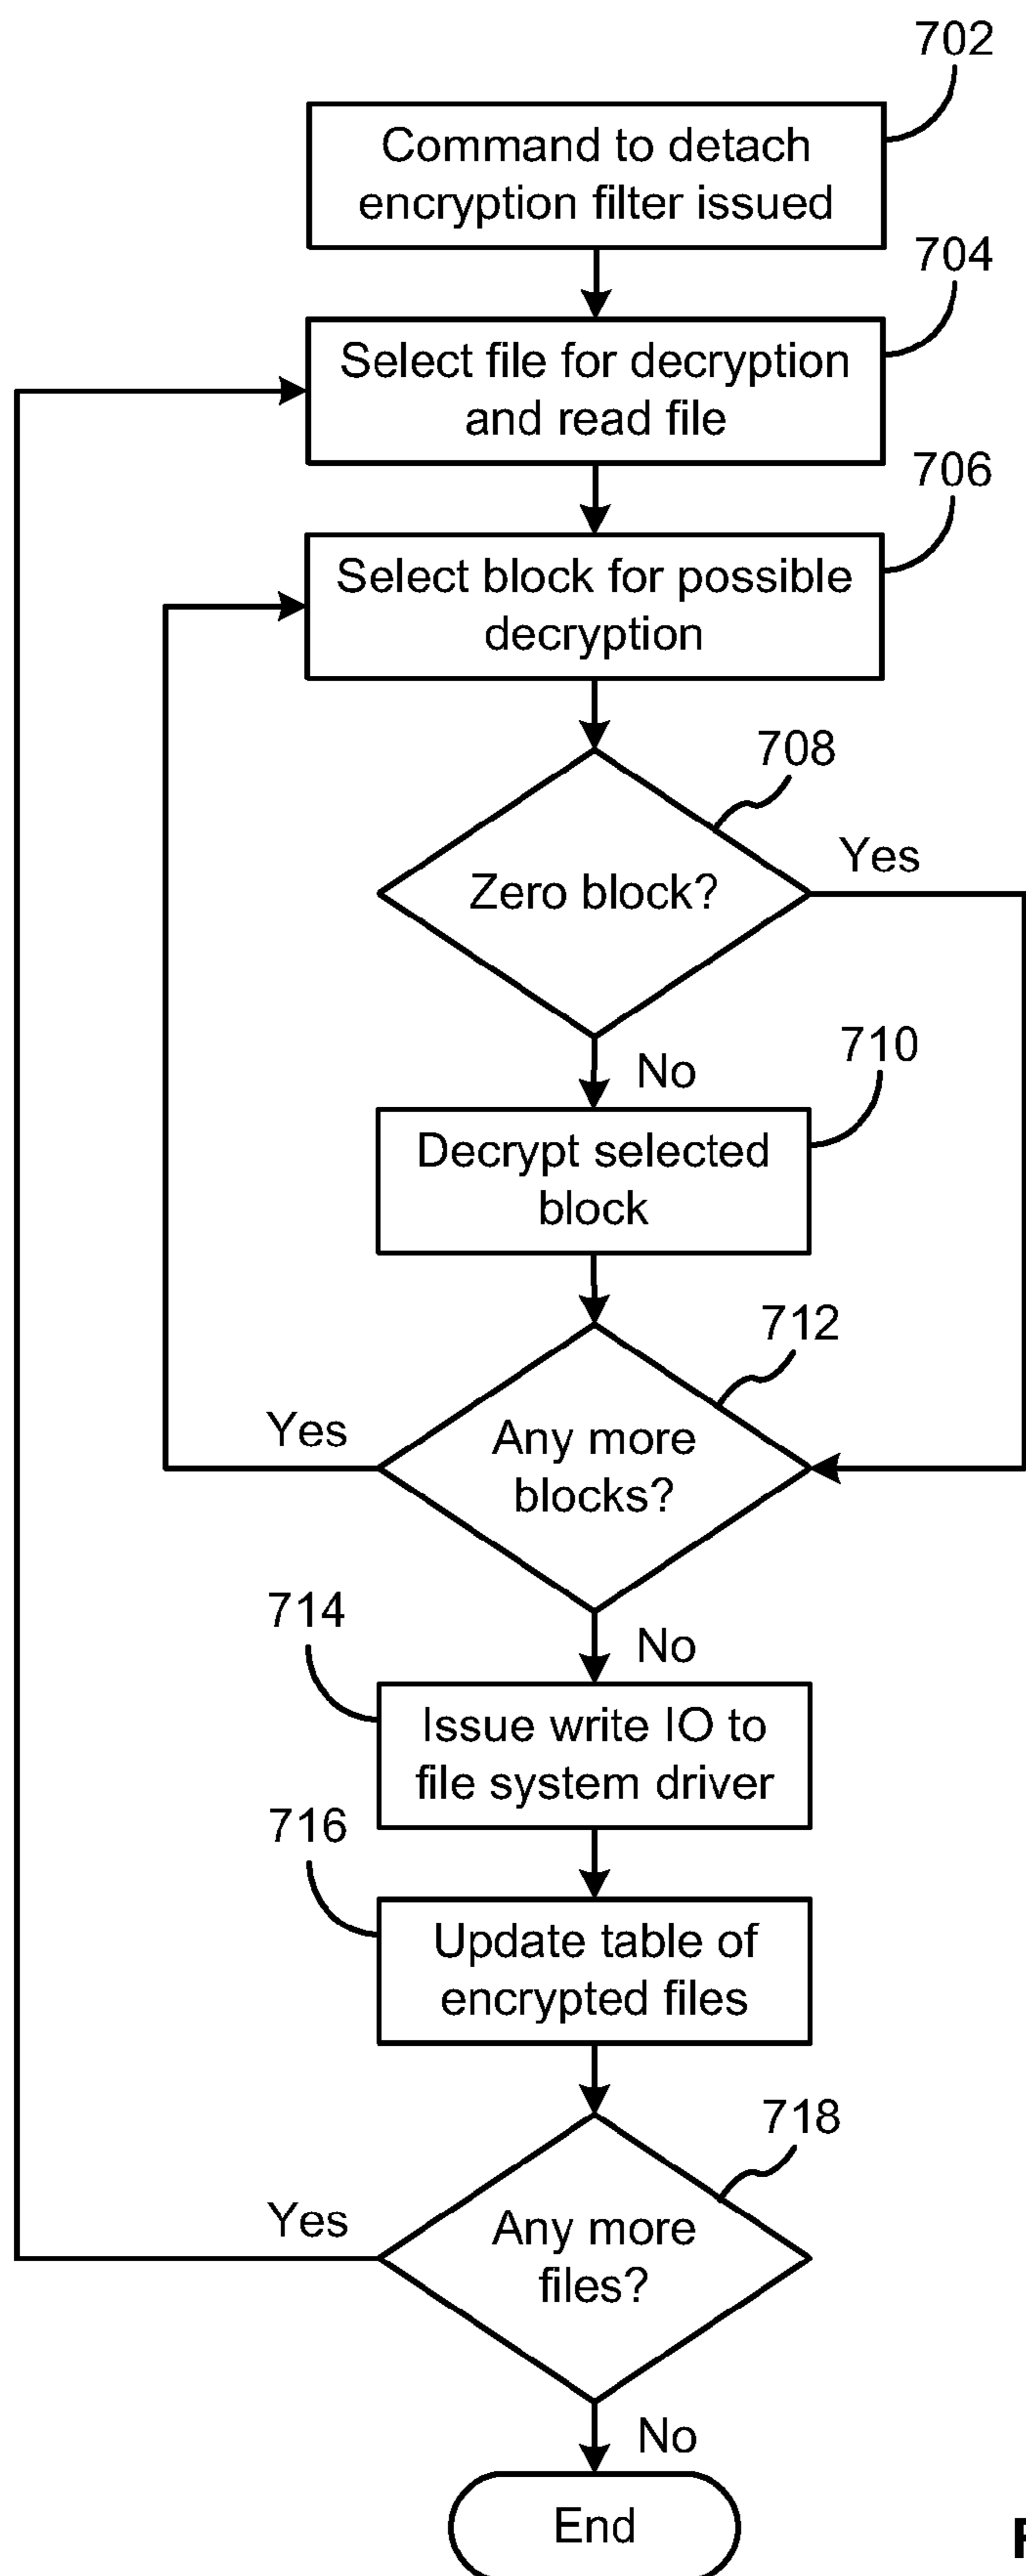 702
Command to detach
encryption filter issued
704
Select file for decryption
and read file
706
Select block for possible
decryption
708
Zero block?
Yes
No
710
Decrypt selected
block
712
Any more
blocks?
Yes
No
714
Issue write IO to
file system driver
716
Update table of
encrypted files
718
Any more
files?
Yes
No
End